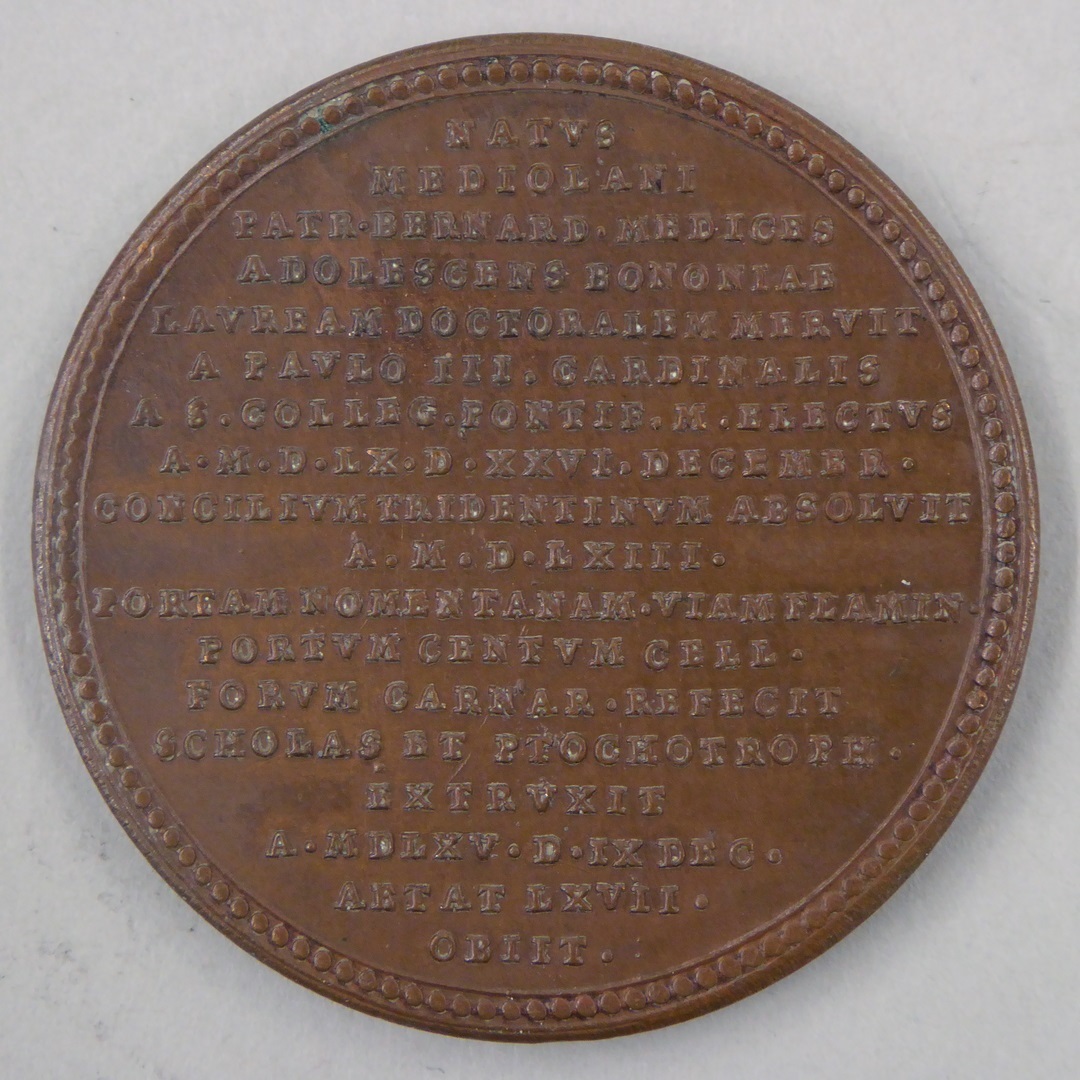 NATVS
MEDIOLANI
PATR·BERNARD·MEDICES
ADOLESCENS BONONIAE
LAVREAM DOCTORALEM MERVIT
A PAVLO III. CARDINALIS
A S.COLLEG.PONTIF.M.ELECTVS
A·M·D·LX·D·XXVI·DECEMBR·
CONCILIVM TRIDENTINVM ABSOLVIT
A.M·D·LXIII·
PORTAM NOMENTANAM·VIAM FLAMIN·
PORTVM CENTVM CELL·
FORVM CARNAR·REFECIT
SCHOLAS ET PTOCHOTROPH·
EXTRVXIT
A·MDLXV·D·IX DEC·
AETAT LXVII·
OBIIT·